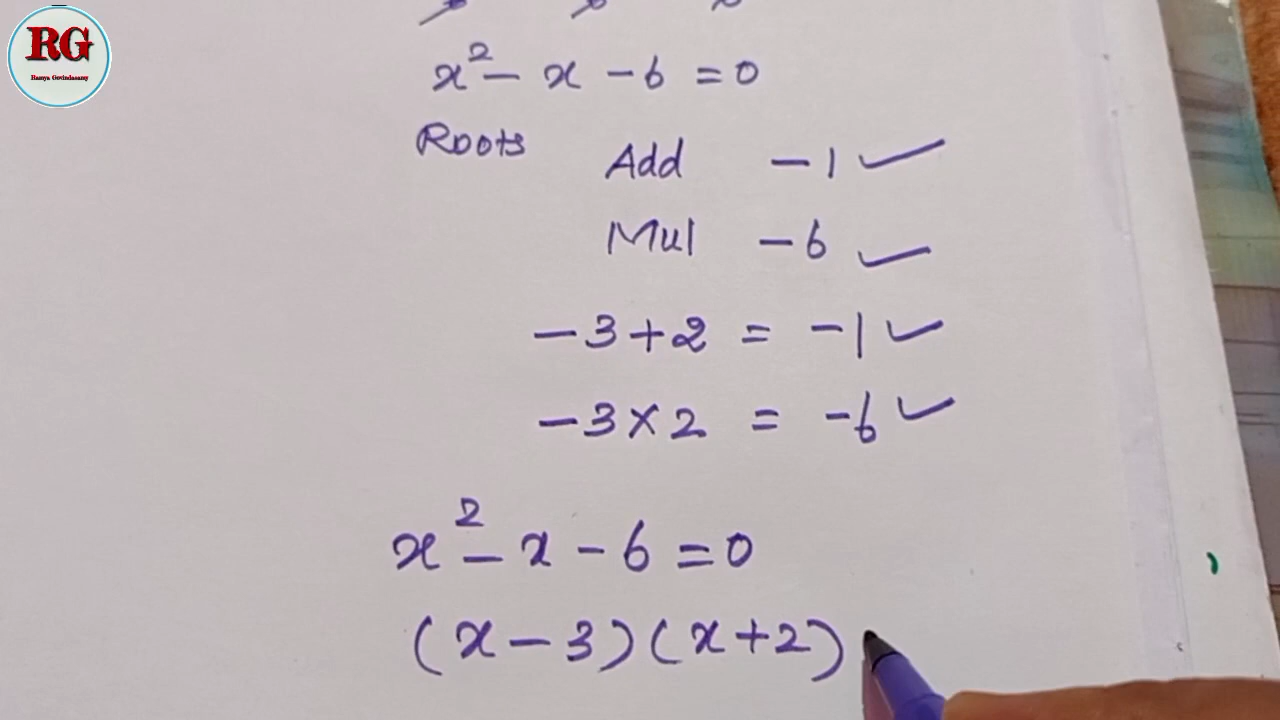 RG
Ramya Govindasamy
x² - x - 6 = 0
Roots Add - 1 ✓
Mul - 6 ✓
- 3 + 2 = - 1 ✓
- 3 × 2 = - 6 ✓
x² - x - 6 = 0
(x - 3) (x + 2)